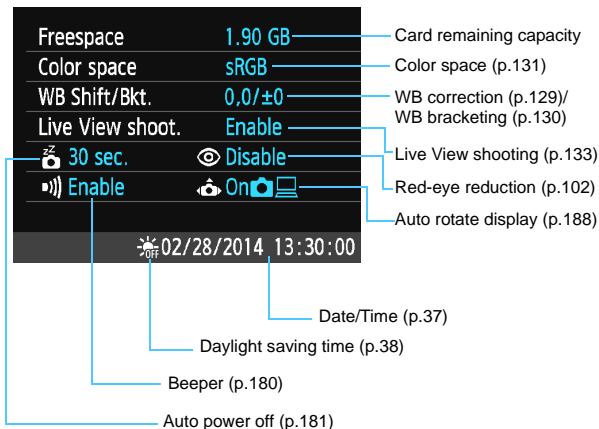 Freespace 1.90 GB Card remaining capacity
Color space sRGB Color space (p.131)
WB Shift/Bkt. 0,0/±0 WB correction (p.129)/
WB bracketing (p.130)
Live View shoot. Enable Live View shooting (p.133)
zZ 30 sec. Disable Red-eye reduction (p.102)
Enable On Auto rotate display (p.188)
OFF 02/28/2014 13:30:00
Date/Time (p.37)
Daylight saving time (p.38)
Beeper (p.180)
Auto power off (p.181)